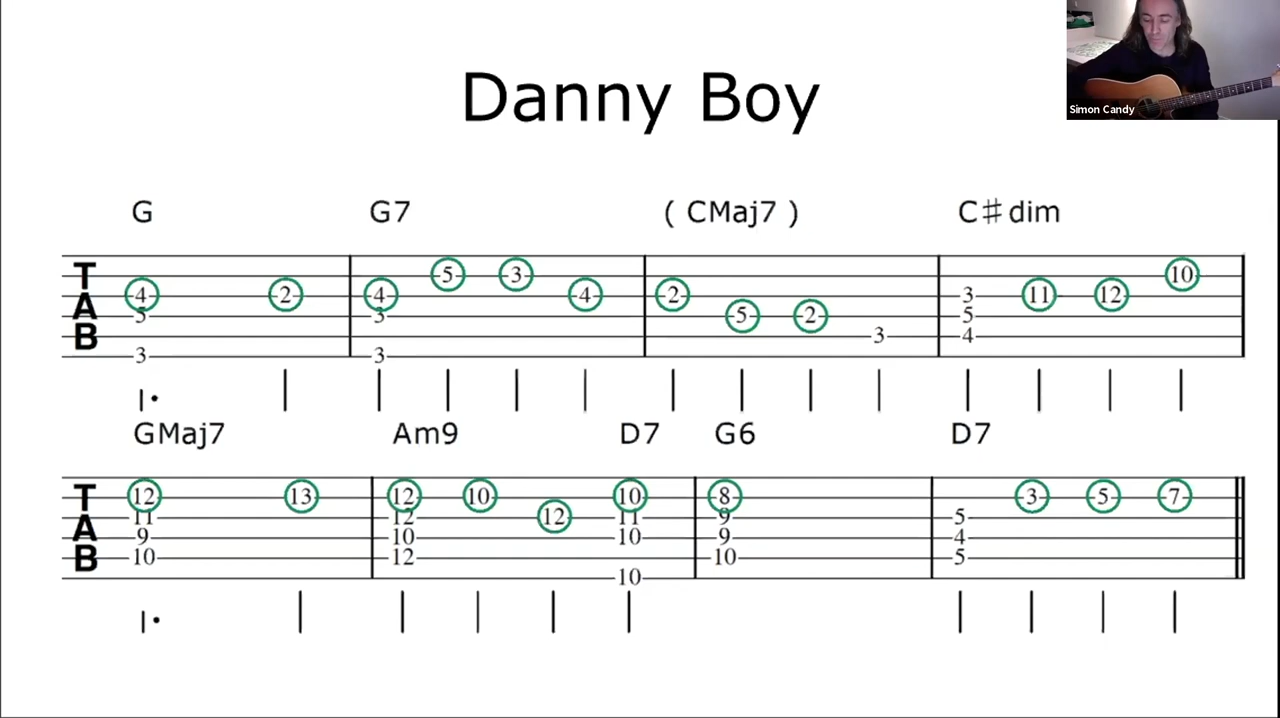 Danny Boy
Simon Candy
G G7 ( CMaj7 ) C♯dim
T
A
B
5 3 10
4 2 4 4 2 3 11 12
5 3 5 2 5
3 4
3 3
GMaj7 Am9 D7 G6 D7
T
A
B
12 13 12 10 10 8 3 5 7
11 12 12 11 9 5
9 10 10 9 4
10 12 10 5
10